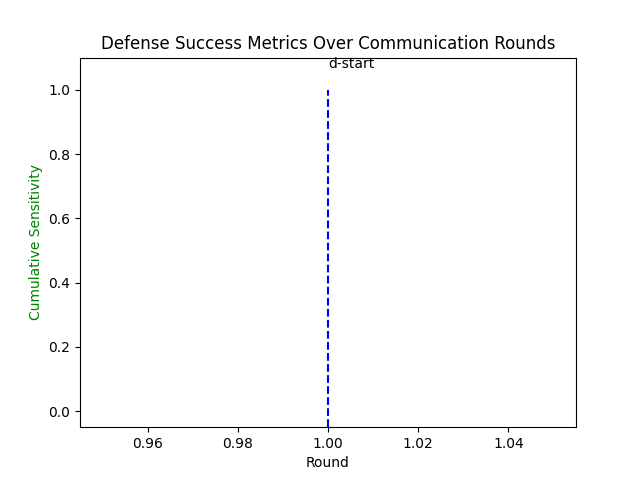 Defense Success Metrics Over Communication Rounds
d-start
1.0
0.8
0.6
0.4
0.2
0.0
Cumulative Sensitivity
0.96 0.98 1.00 1.02 1.04
Round